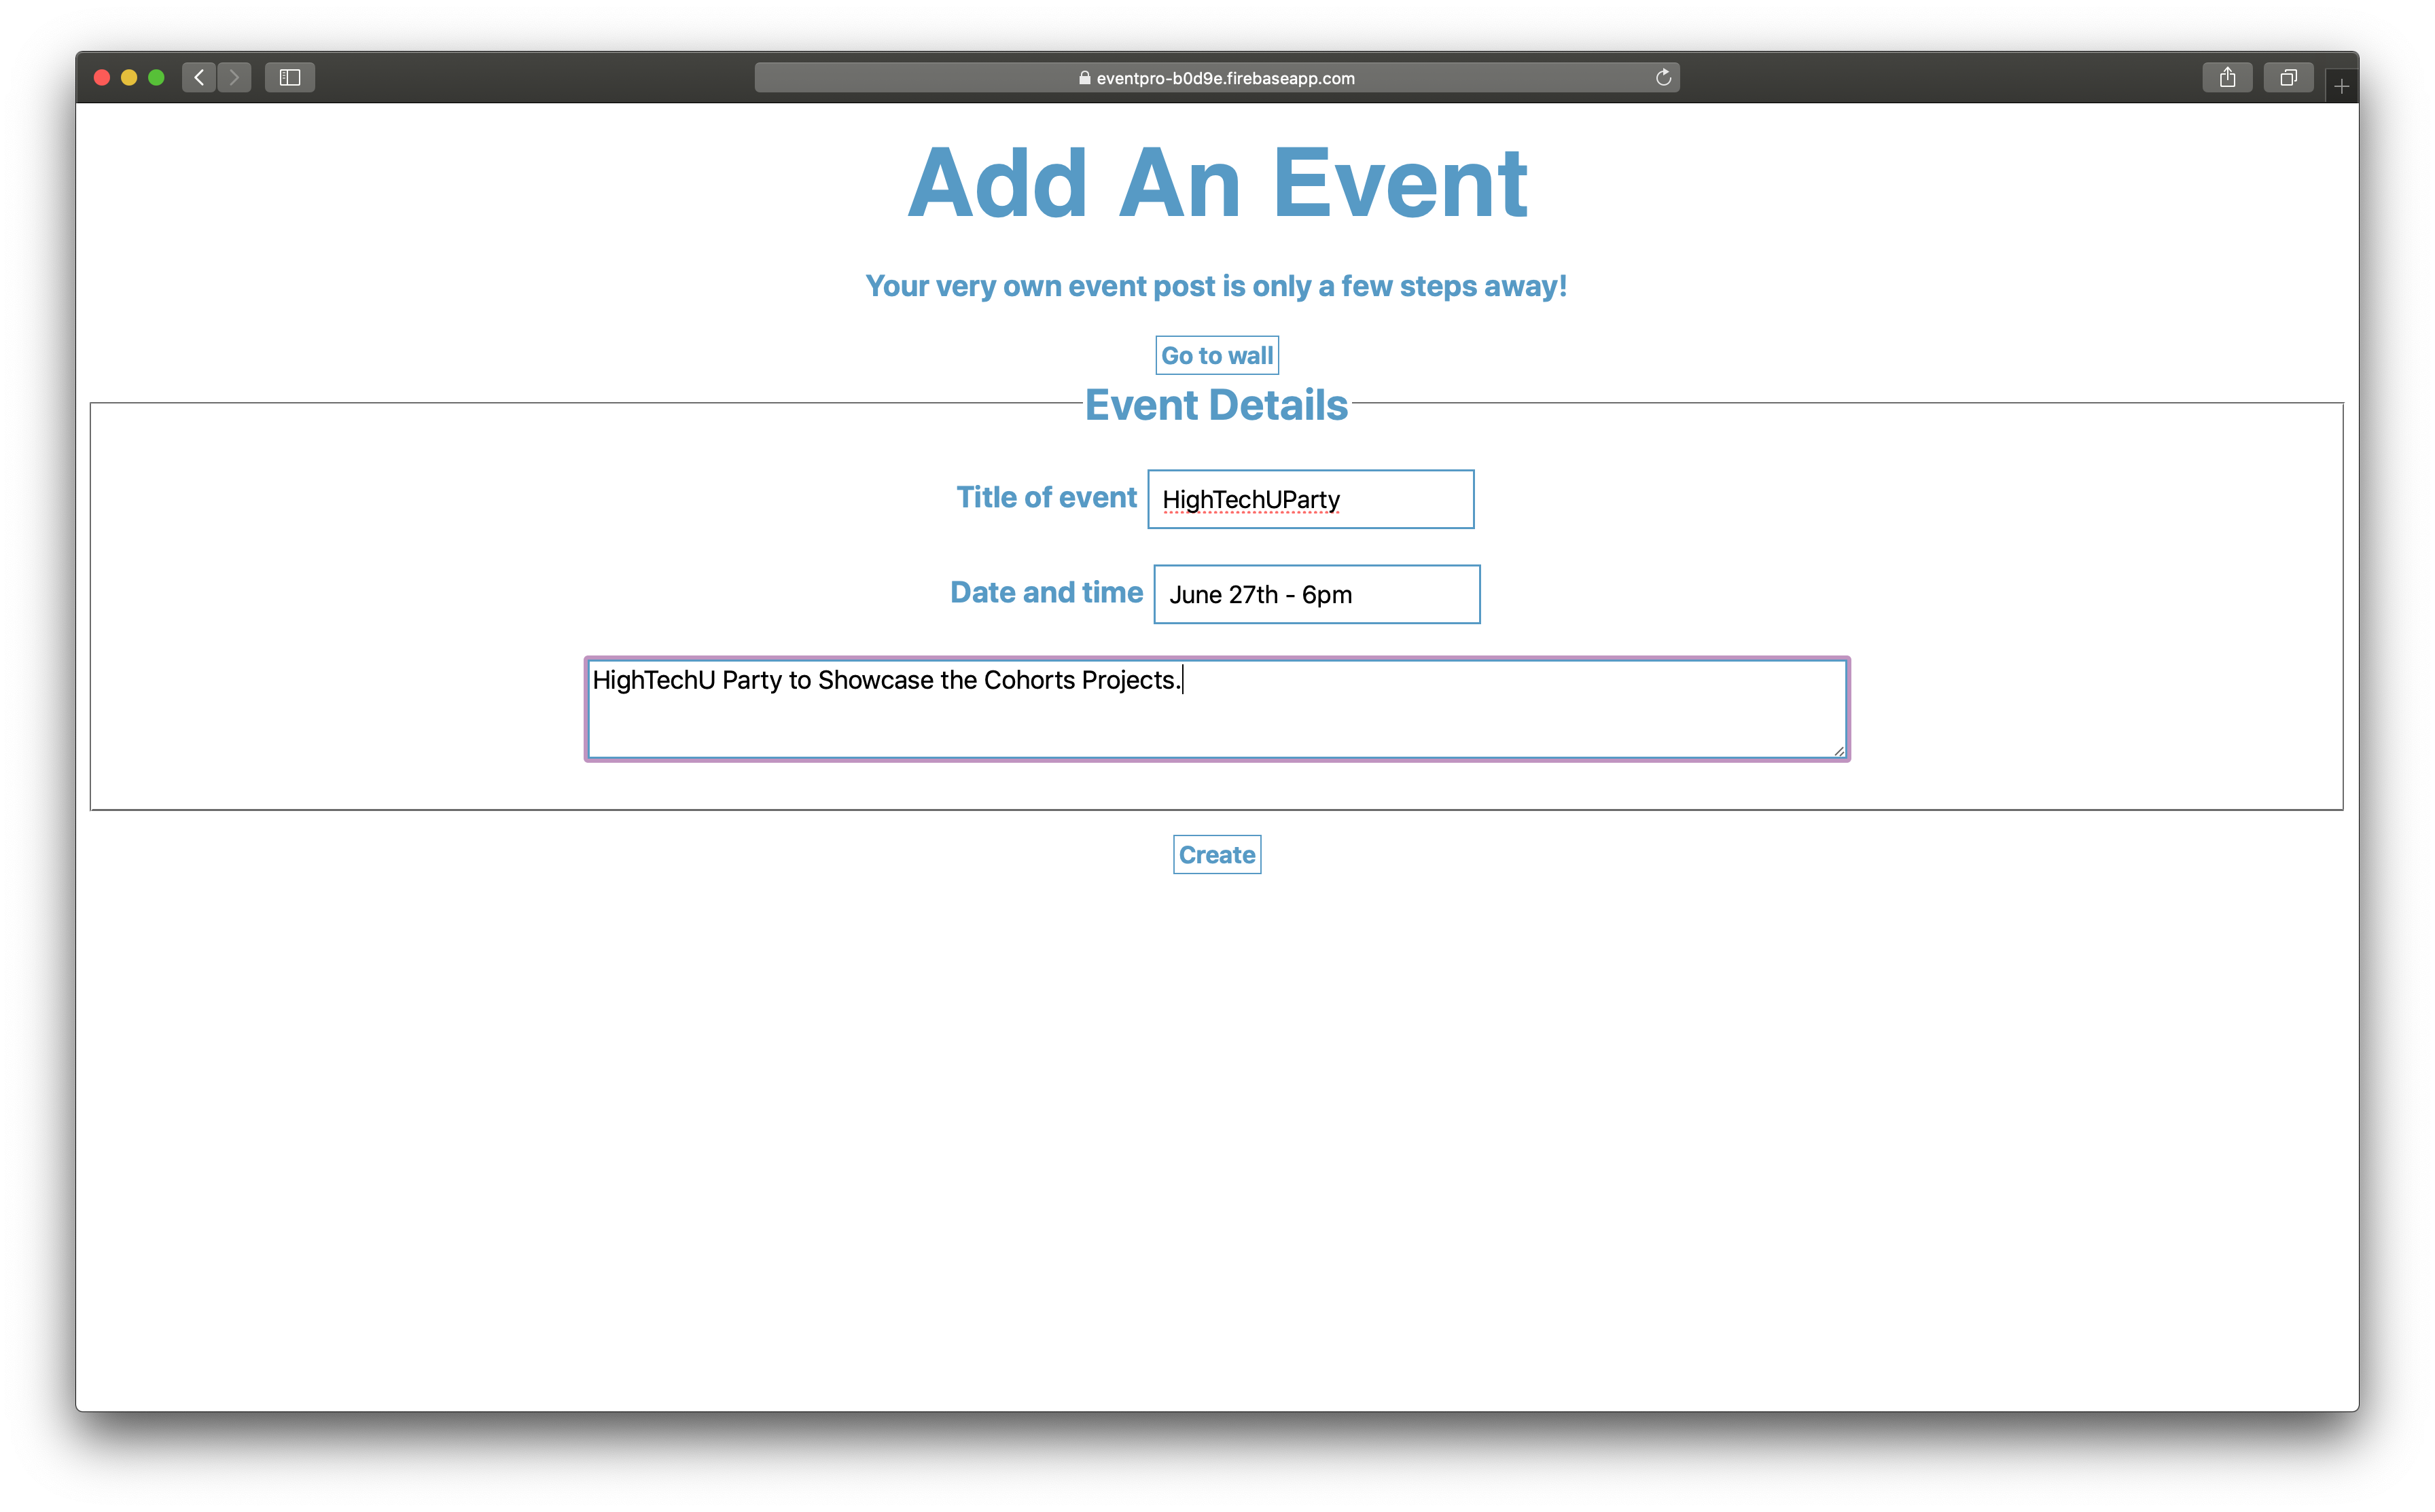 eventpro-b0d9e.firebaseapp.com
Add An Event
Your very own event post is only a few steps away!
Go to wall
Event Details
Title of event HighTechUParty
Date and time June 27th - 6pm
HighTechU Party to Showcase the Cohorts Projects.
Create